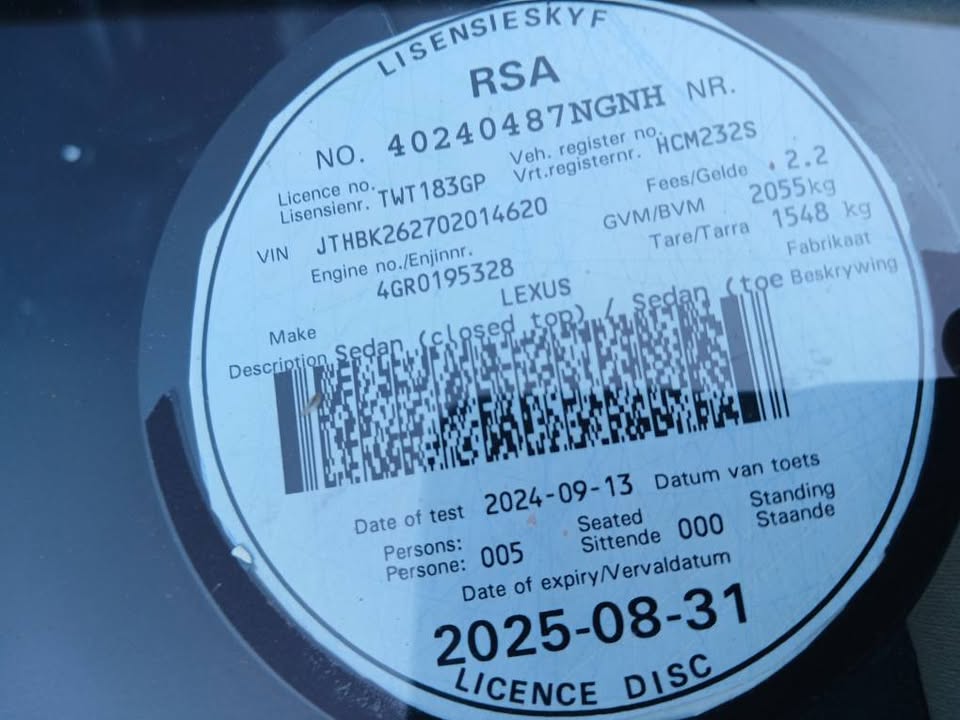 LISENSIESKYF
RSA
NO. 40240487NGNH NR.
Licence no. Veh. register no.
Lisensienr. TWT183GP Vrt.registernr. HCM232S
VIN JTHBK262702014620 Fees/Gelde 2.2
Engine no./Enjinnr. GVM/BVM 2055kg
4GR0195328 Tare/Tarra 1548 kg
Make LEXUS Fabrikaat
Description Sedan (closed top) / Sedan (toe Beskrywing
Date of test 2024-09-13 Datum van toets
Persons: Seated Standing
Persone: 005 Sittende 000 Staande
Date of expiry/Vervaldatum
2025-08-31
LICENCE DISC